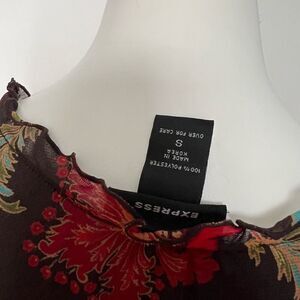 EXPRESS
S
100% POLYESTER
MADE IN
KOREA
OVER FOR CARE